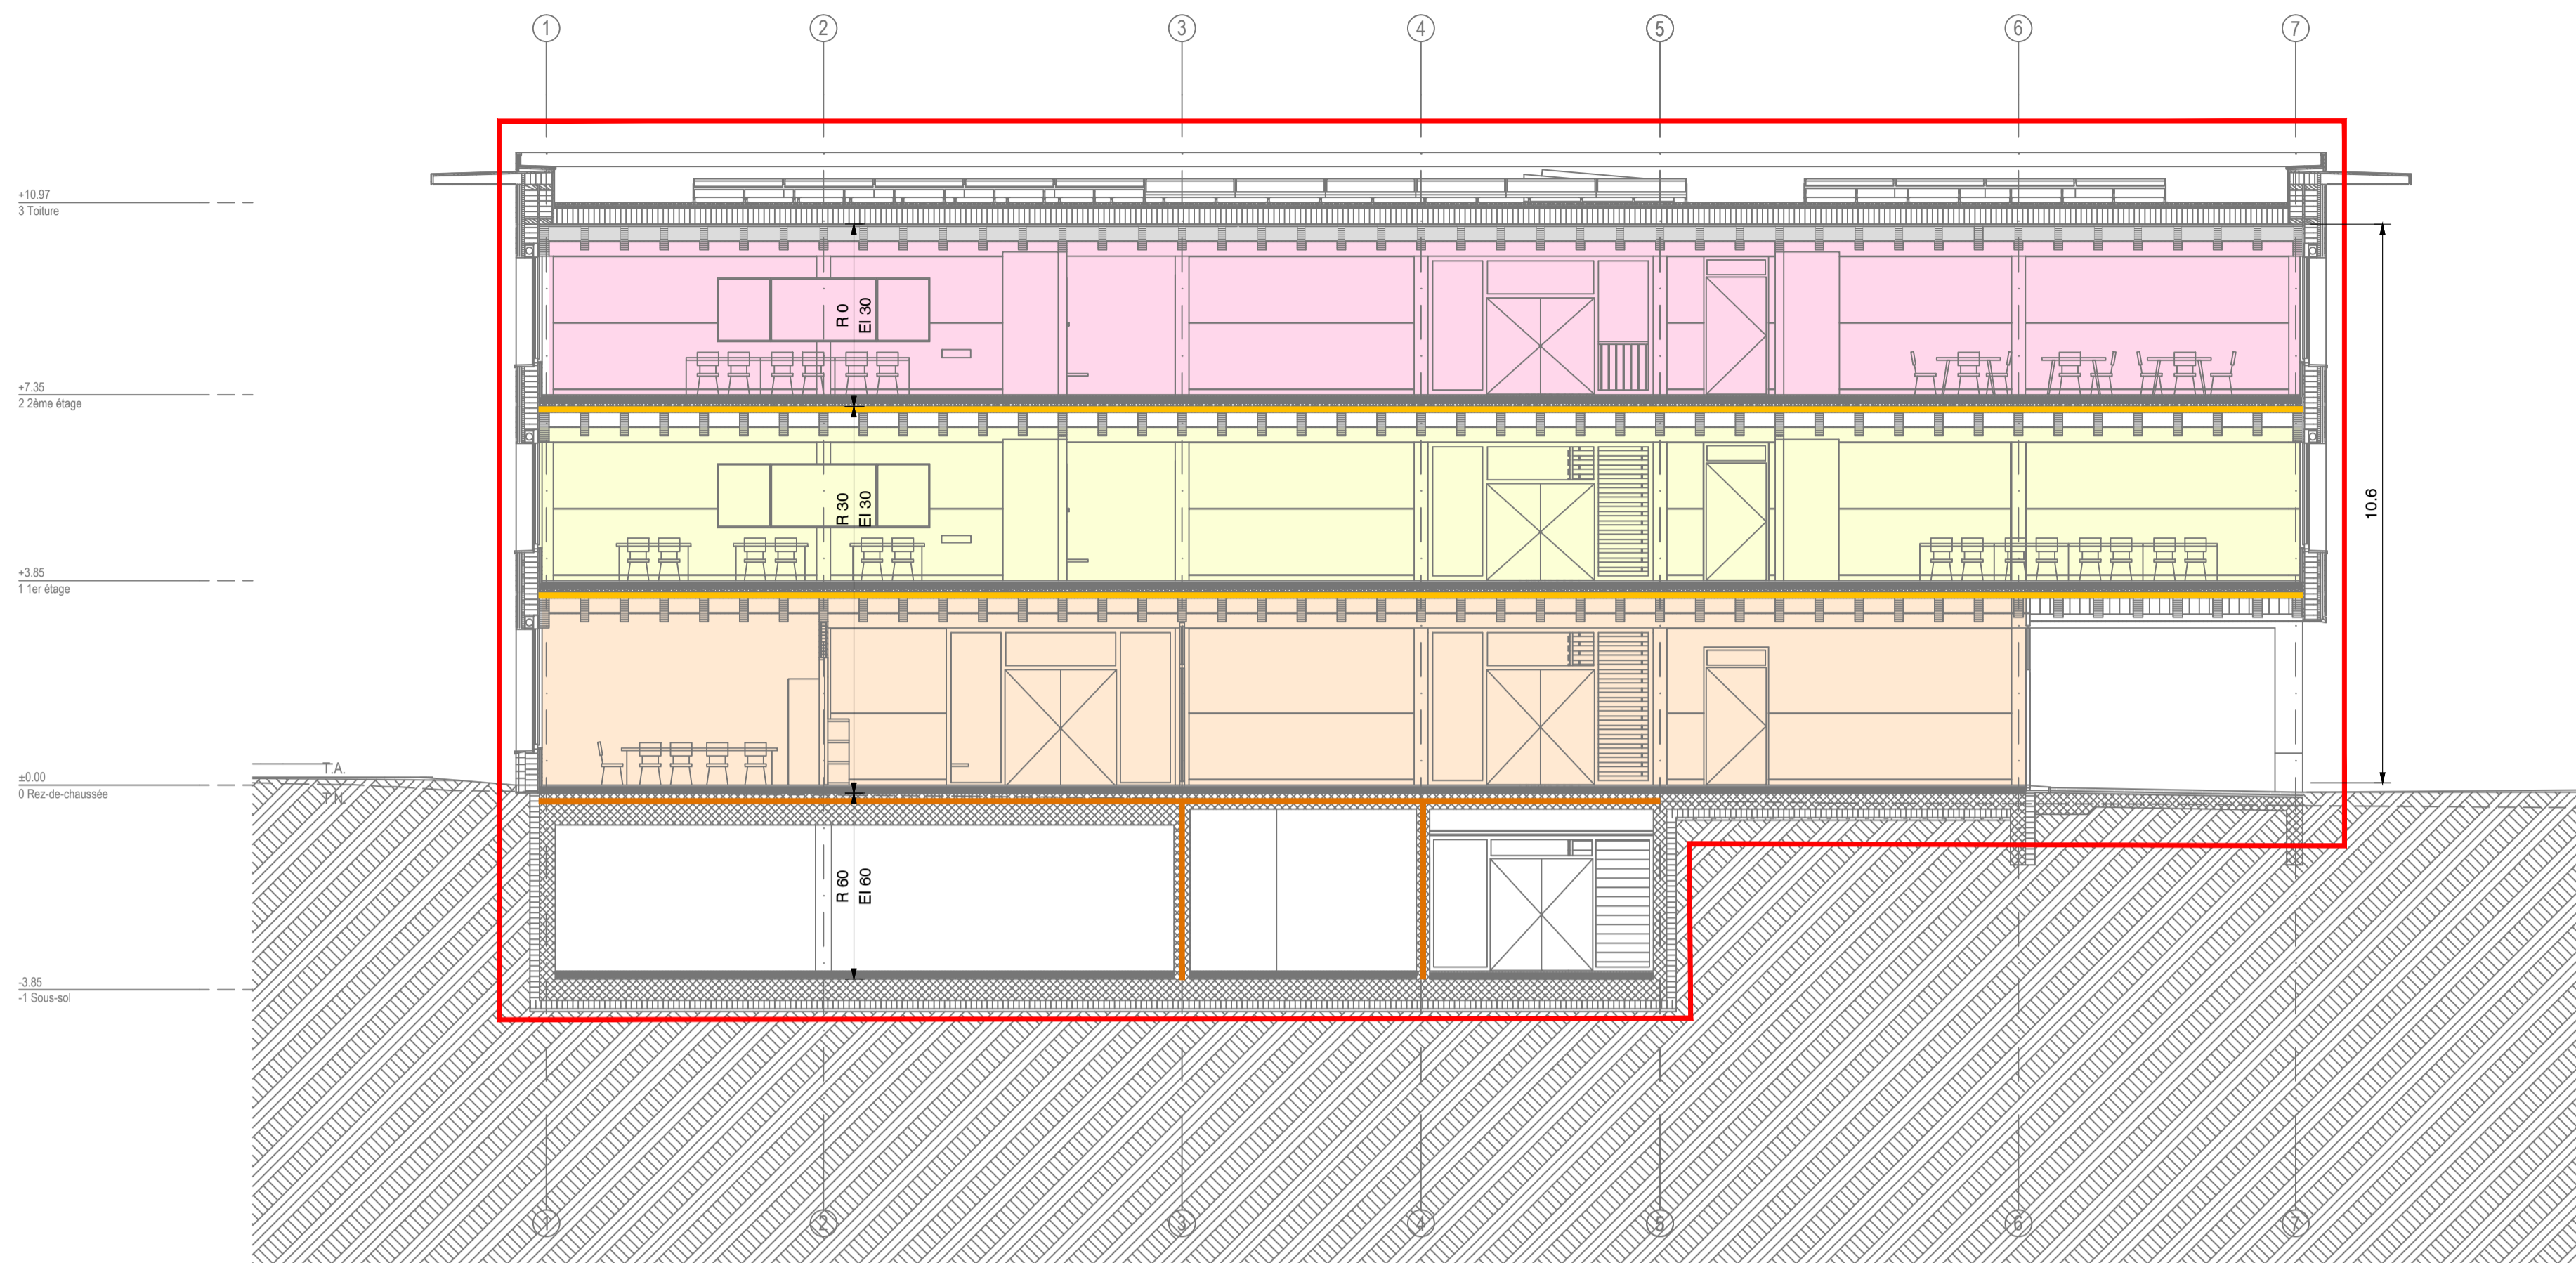 1 2 3 4 5 6 7
+10.97
3 Toiture
R 0
EI 30
+7.35
2 2ème étage
R 30
EI 30
10.6
+3.85
1 1er étage
T.A.
±0.00
0 Rez-de-chaussée
T.N.
R 60
EI 60
-3.85
-1 Sous-sol
1 2 3 4 5 6 7